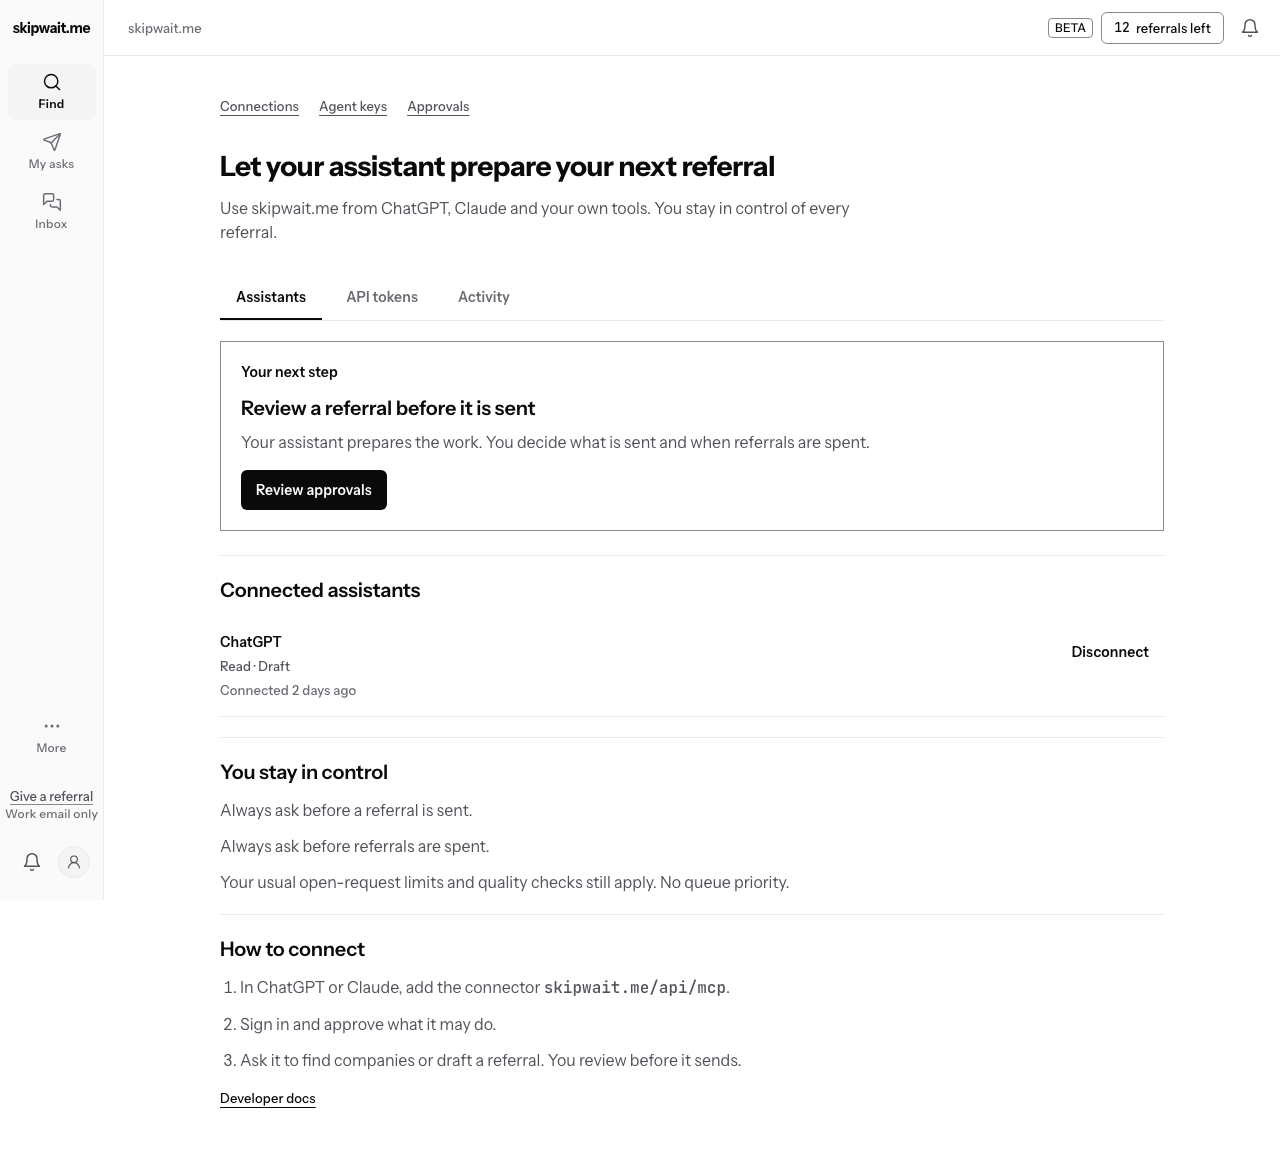 skipwait.me
Find
My asks
Inbox
More
Give a referral
Work email only
skipwait.me
BETA
12 referrals left
Connections Agent keys Approvals
Let your assistant prepare your next referral
Use skipwait.me from ChatGPT, Claude and your own tools. You stay in control of every
referral.
Assistants API tokens Activity
Your next step
Review a referral before it is sent
Your assistant prepares the work. You decide what is sent and when referrals are spent.
Review approvals
Connected assistants
ChatGPT
Read · Draft
Connected 2 days ago
Disconnect
You stay in control
Always ask before a referral is sent.
Always ask before referrals are spent.
Your usual open-request limits and quality checks still apply. No queue priority.
How to connect
1. In ChatGPT or Claude, add the connector skipwait.me/api/mcp.
2. Sign in and approve what it may do.
3. Ask it to find companies or draft a referral. You review before it sends.
Developer docs